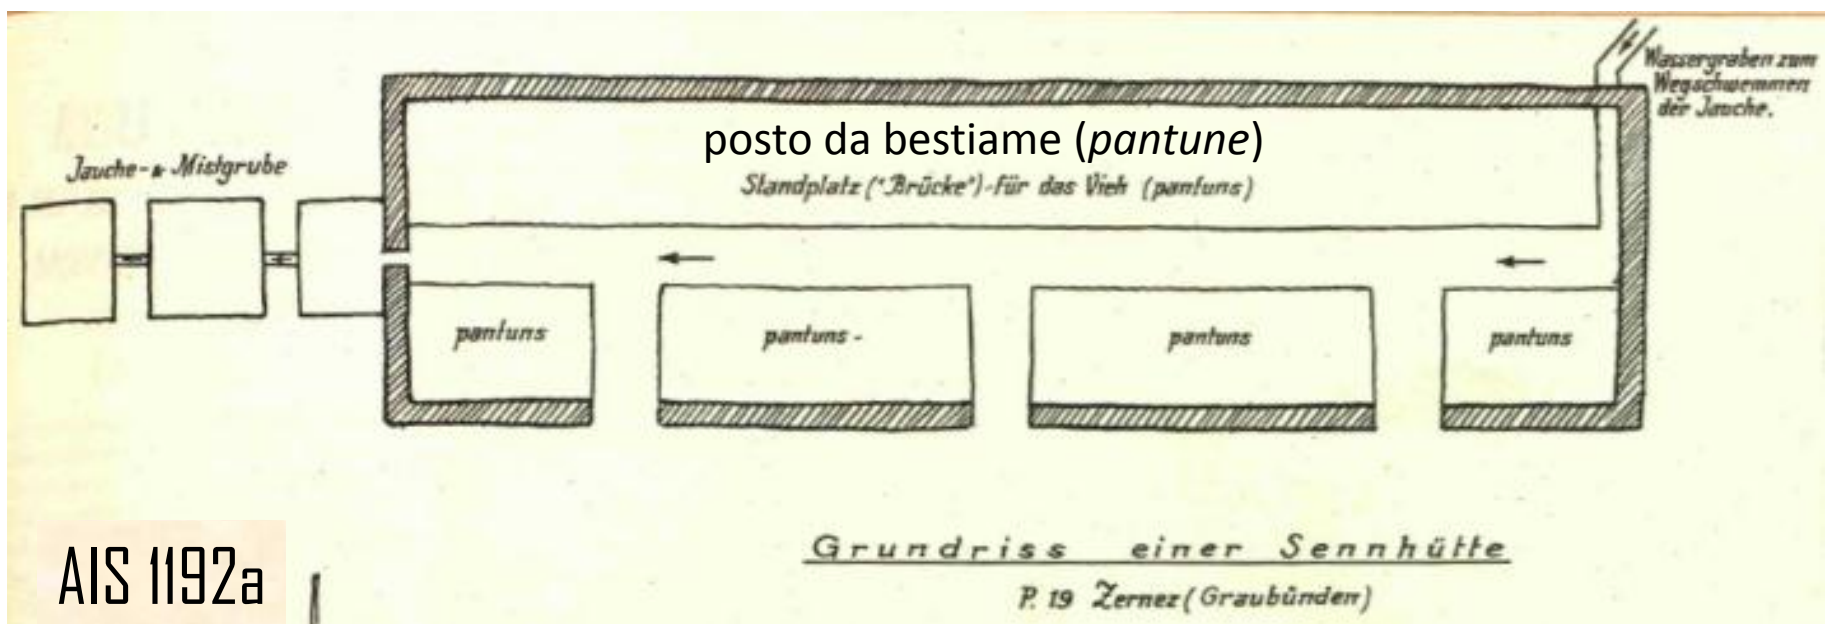 Wassergraben zum
Wegschwemmen
der Jauche.
posto da bestiame (pantune)
Jauche- & Mistgrube
Standplatz ("Brücke")-für das Vieh (pantuns)
pantuns
pantuns -
pantuns
pantuns
Grundriss einer Sennhütte
AIS 1192a
P. 19 Zernez (Graubünden)